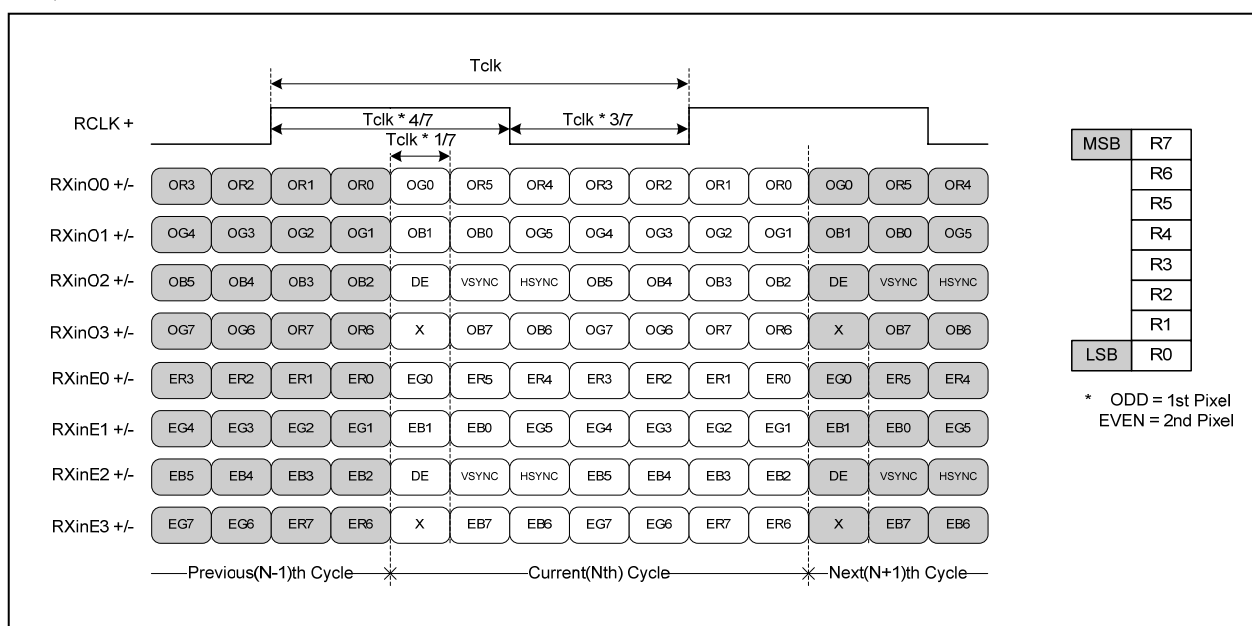 Tclk
RCLK +
Tclk * 4/7
Tclk * 3/7
Tclk * 1/7
RXinO0 +/- OR3 OR2 OR1 OR0 OG0 OR5 OR4 OR3 OR2 OR1 OR0 OG0 OR5 OR4
RXinO1 +/- OG4 OG3 OG2 OG1 OB1 OB0 OG5 OG4 OG3 OG2 OG1 OB1 OB0 OG5
RXinO2 +/- OB5 OB4 OB3 OB2 DE VSYNC HSYNC OB5 OB4 OB3 OB2 DE VSYNC HSYNC
RXinO3 +/- OG7 OG6 OR7 OR6 X OB7 OB6 OG7 OG6 OR7 OR6 X OB7 OB6
RXinE0 +/- ER3 ER2 ER1 ER0 EG0 ER5 ER4 ER3 ER2 ER1 ER0 EG0 ER5 ER4
RXinE1 +/- EG4 EG3 EG2 EG1 EB1 EB0 EG5 EG4 EG3 EG2 EG1 EB1 EB0 EG5
RXinE2 +/- EB5 EB4 EB3 EB2 DE VSYNC HSYNC EB5 EB4 EB3 EB2 DE VSYNC HSYNC
RXinE3 +/- EG7 EG6 ER7 ER6 X EB7 EB6 EG7 EG6 ER7 ER6 X EB7 EB6
Previous(N-1)th Cycle Current(Nth) Cycle Next(N+1)th Cycle
MSB R7
R6
R5
R4
R3
R2
R1
LSB R0
* ODD = 1st Pixel
EVEN = 2nd Pixel